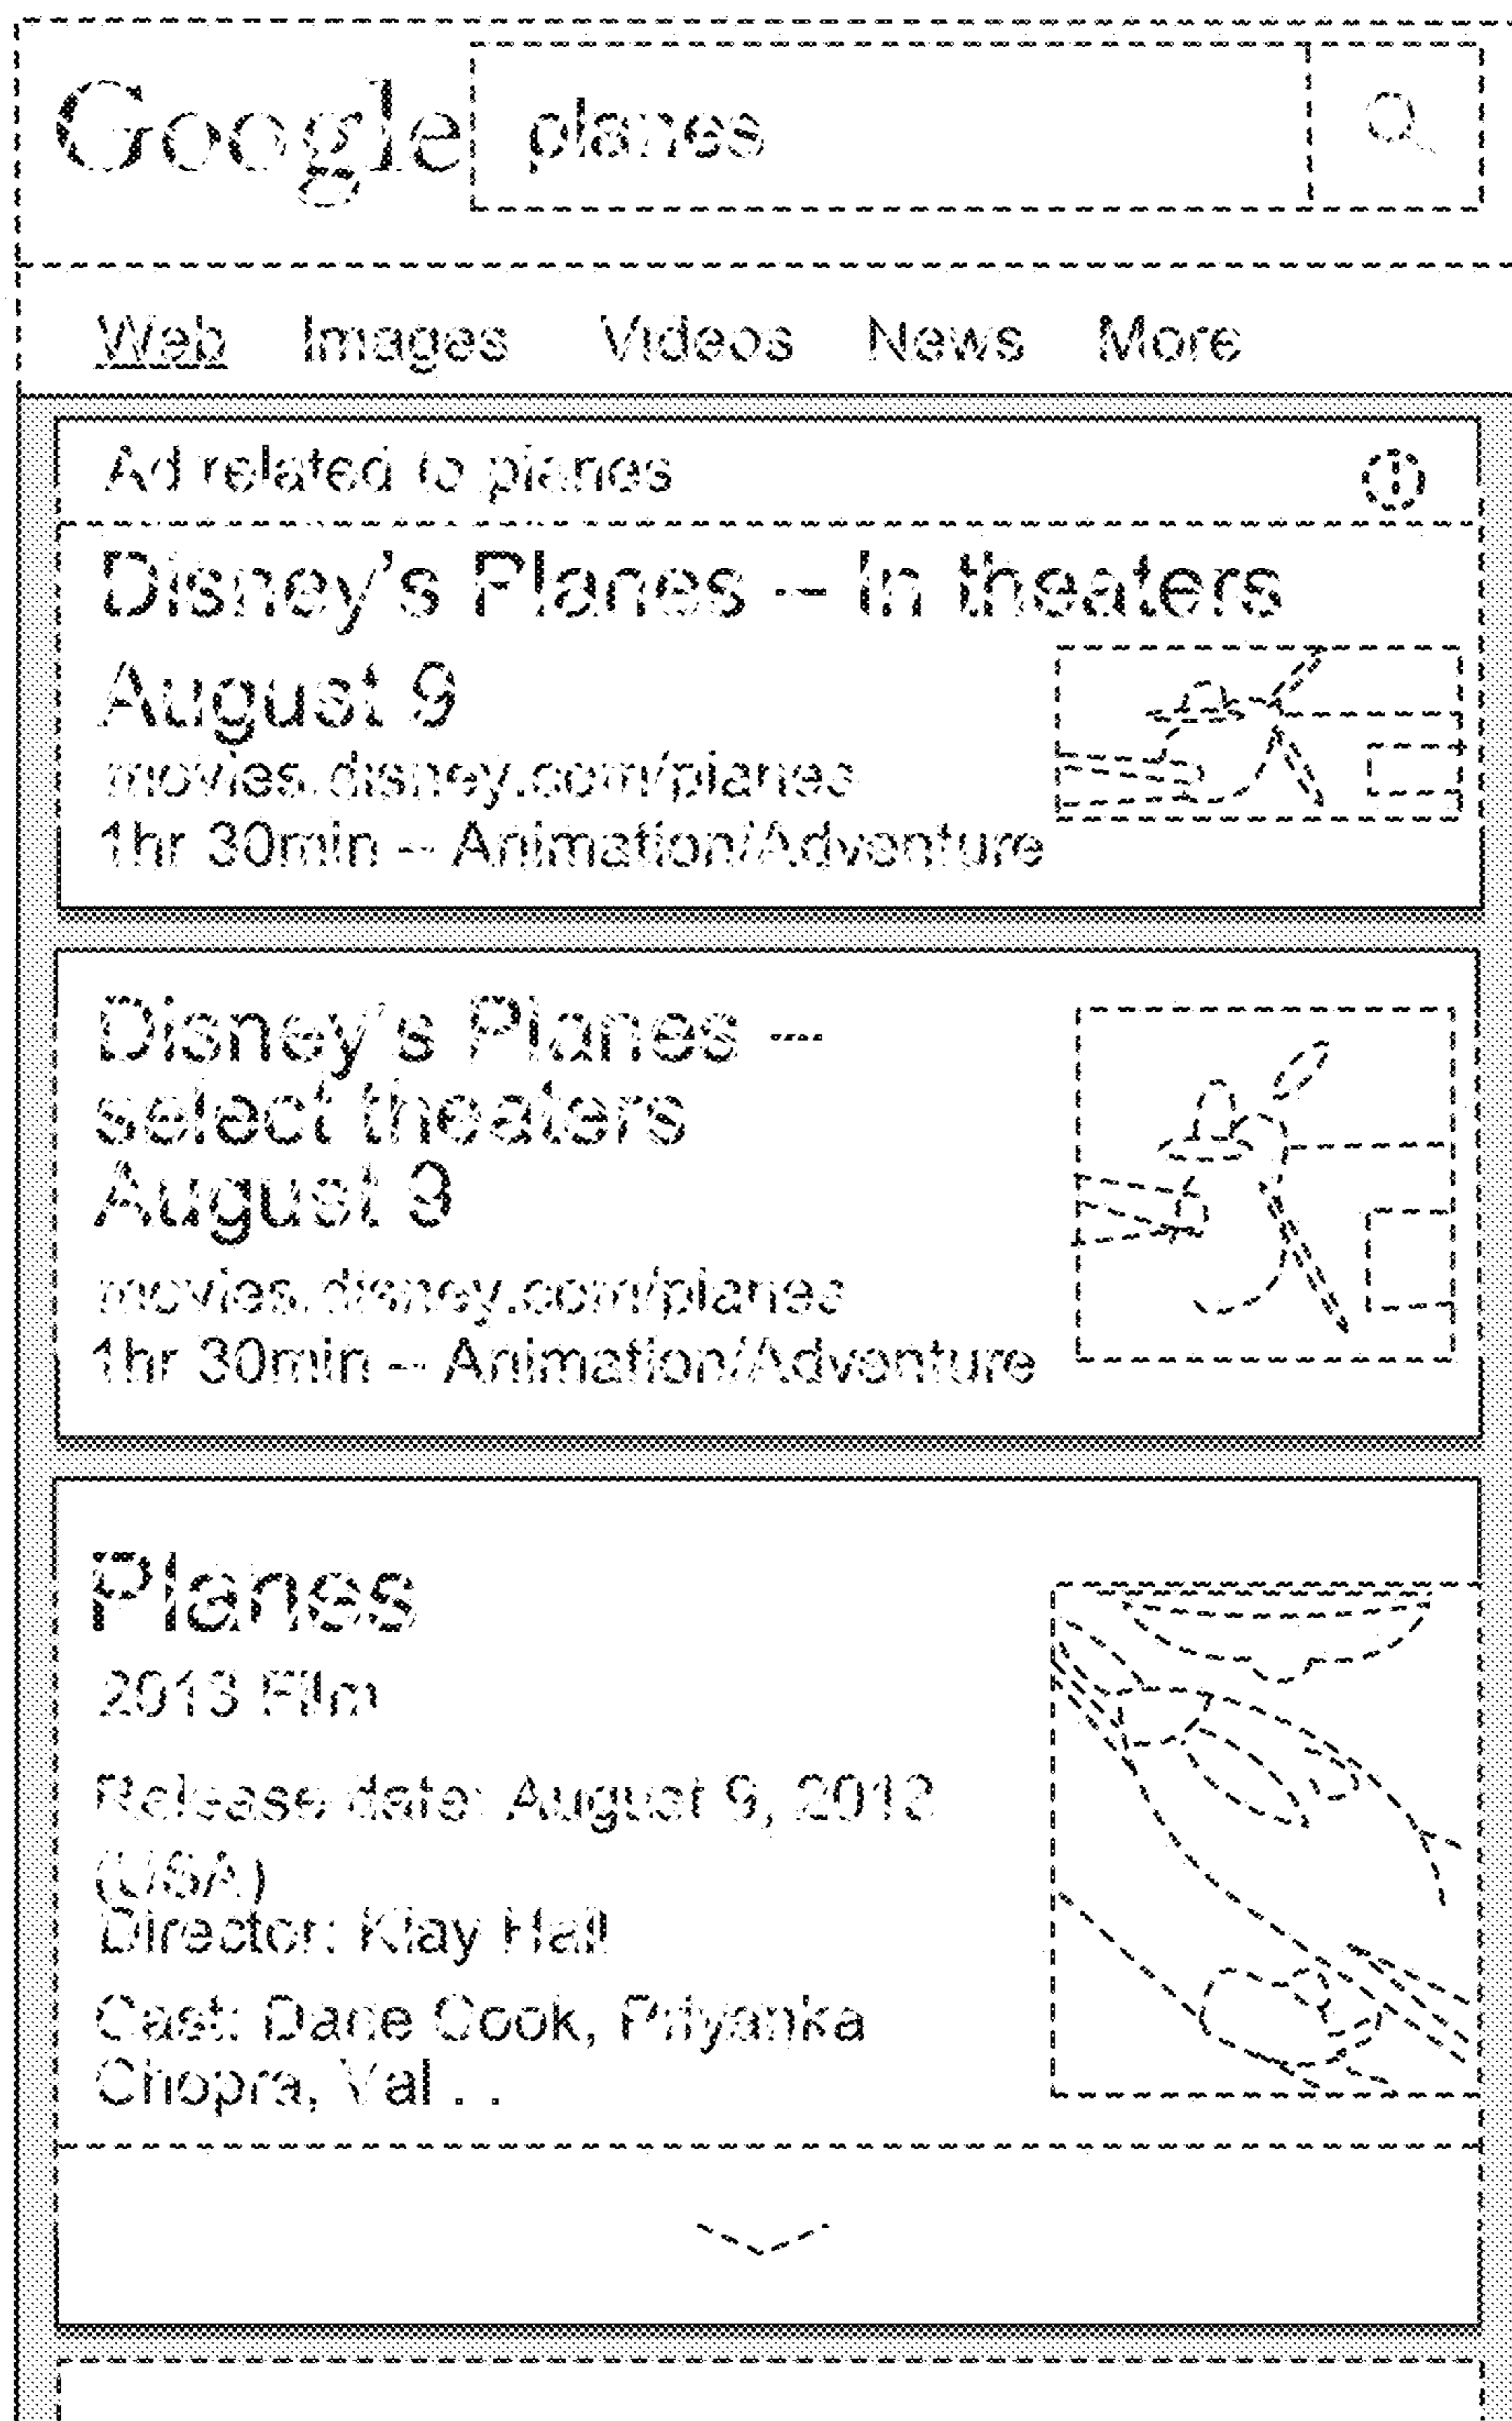 Google planes
Web Images Videos News More
Ad related to planes
Disney's Planes -- In theaters
August 9
movies.disney.com/planes
1hr 30min -- Animation/Adventure
Disney's Planes --
select theaters
August 9
movies.disney.com/planes
1hr 30min -- Animation/Adventure
Planes
2013 Film
Release date: August 9, 2013
(USA)
Director: Klay Hall
Cast: Dane Cook, Priyanka
Chopra, Val . .